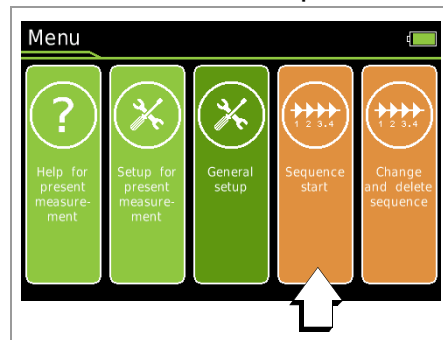 Menu
?
Help for
present
measure-
ment
Setup for
present
measure-
ment
General
setup
1 2 3.4
Sequence
start
1 2 3.4
Change
and delete
sequence